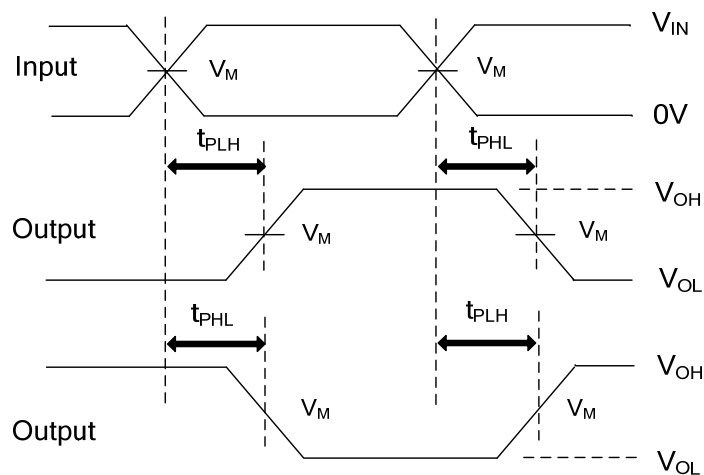 V_IN
Input
V_M
V_M
0V
t_PLH
t_PHL
V_OH
Output
V_M
V_M
V_OL
t_PHL
t_PLH
V_OH
V_M
V_M
Output
V_OL